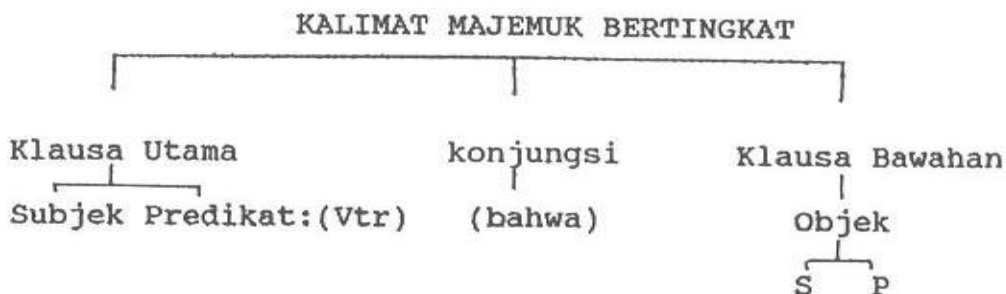 KALIMAT MAJEMUK BERTINGKAT
Klausa Utama konjungsi Klausa Bawahan
Subjek Predikat:(Vtr) (bahwa) Objek
S P